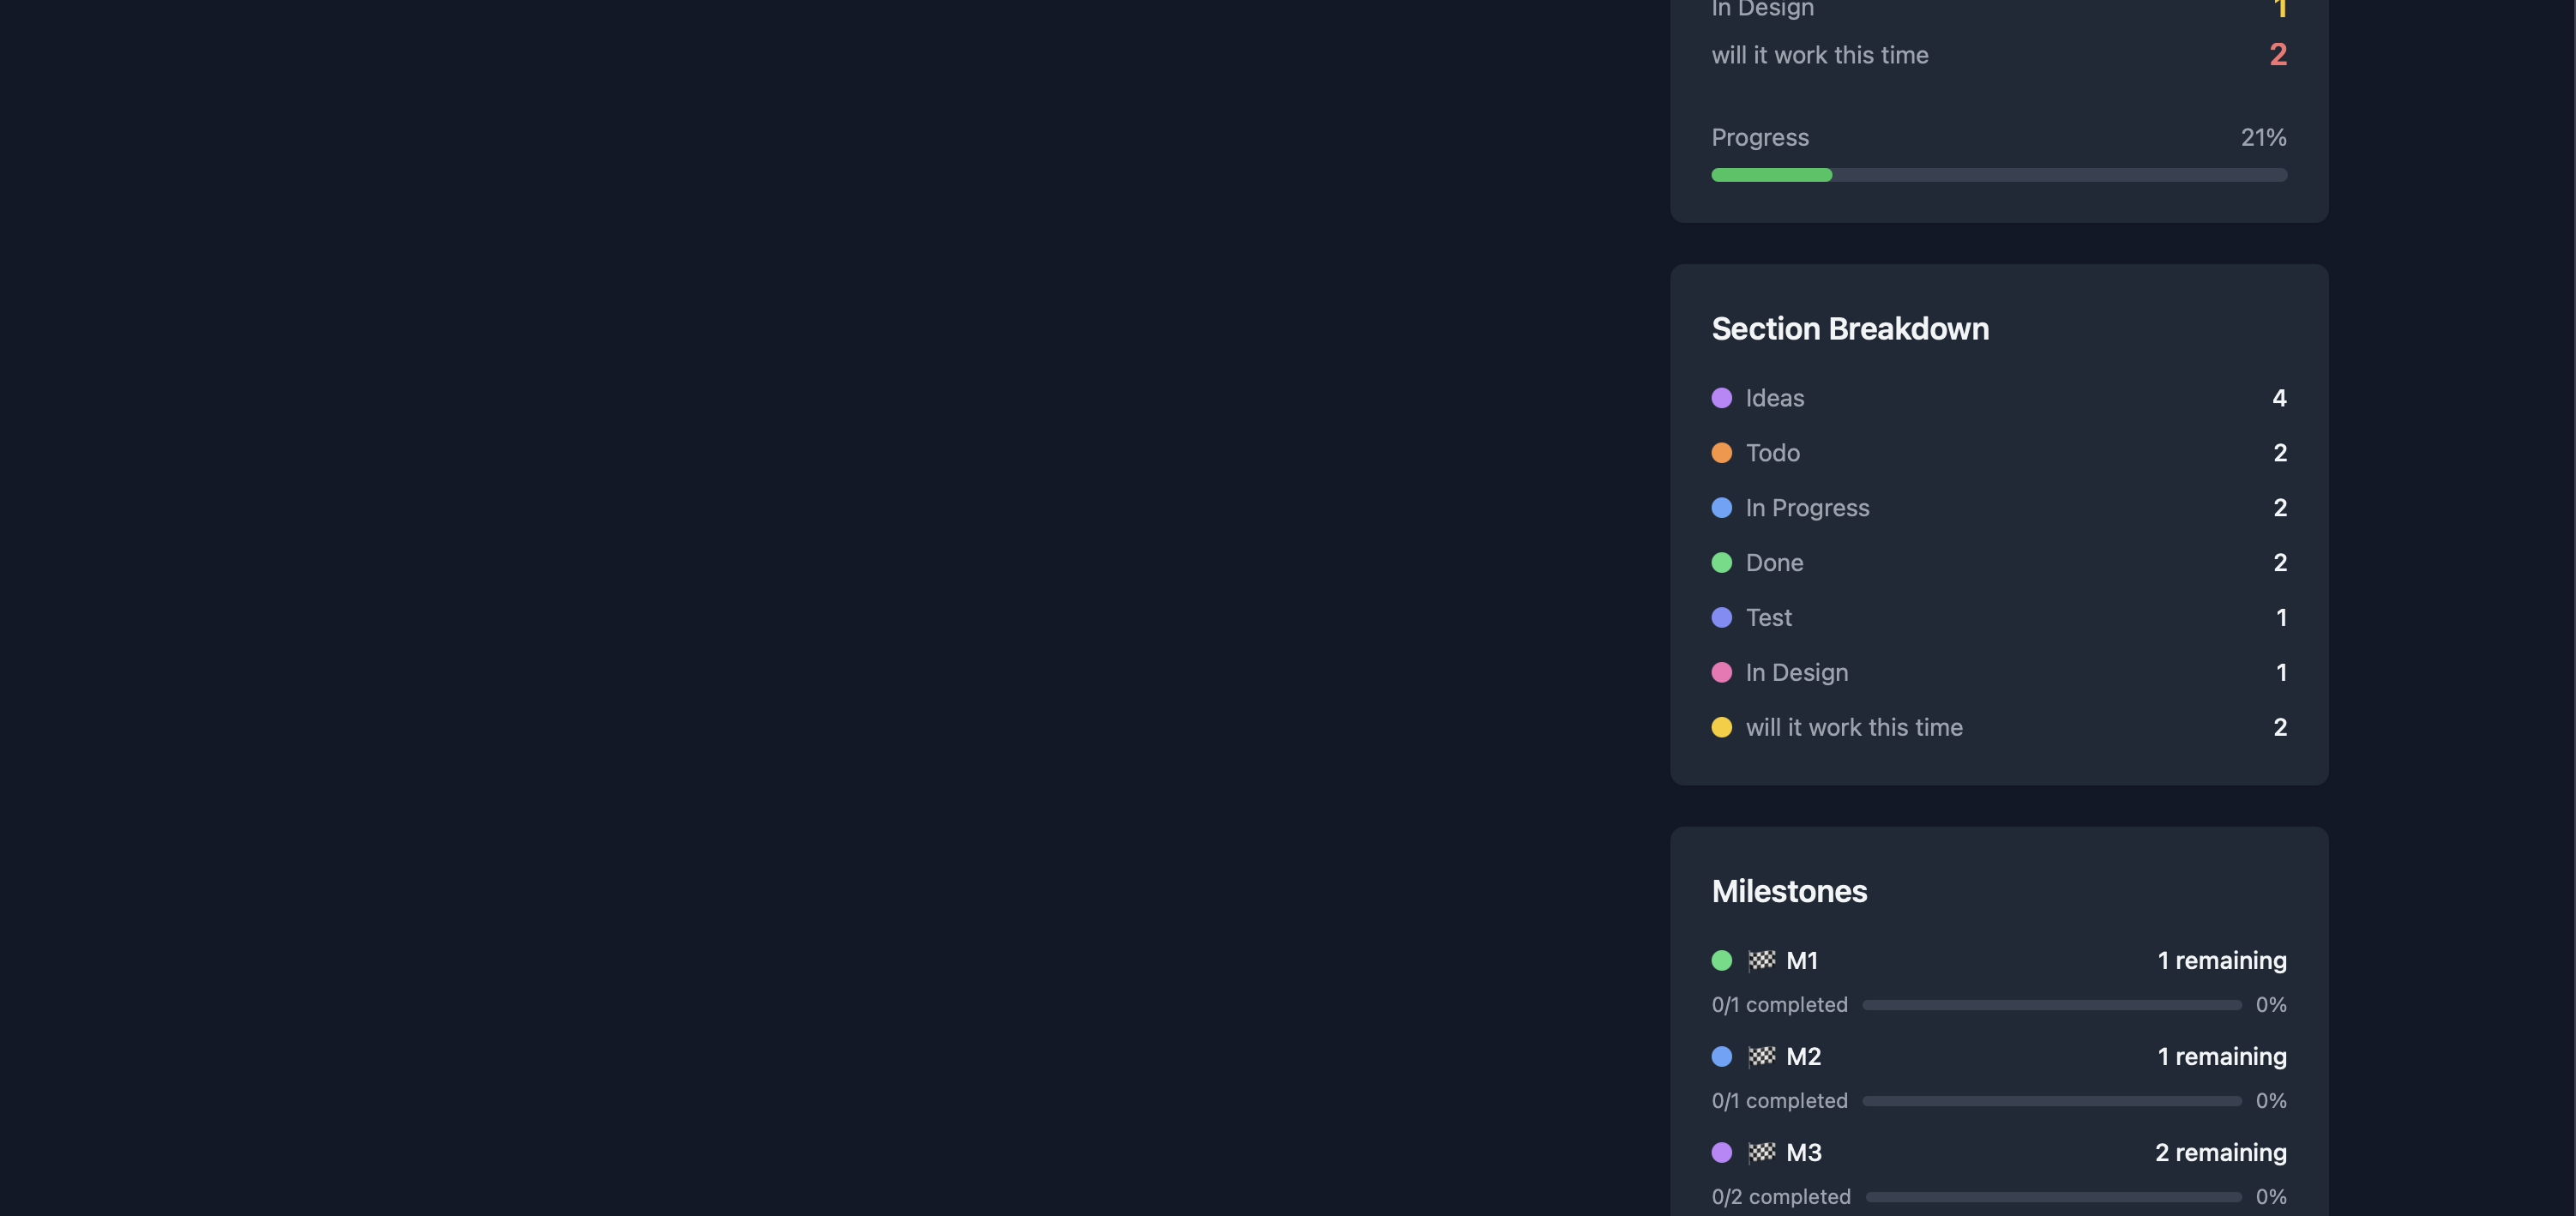 In Design 1
will it work this time 2
Progress 21%
Section Breakdown
Ideas 4
Todo 2
In Progress 2
Done 2
Test 1
In Design 1
will it work this time 2
Milestones
🏁 M1 1 remaining
0/1 completed 0%
🏁 M2 1 remaining
0/1 completed 0%
🏁 M3 2 remaining
0/2 completed 0%